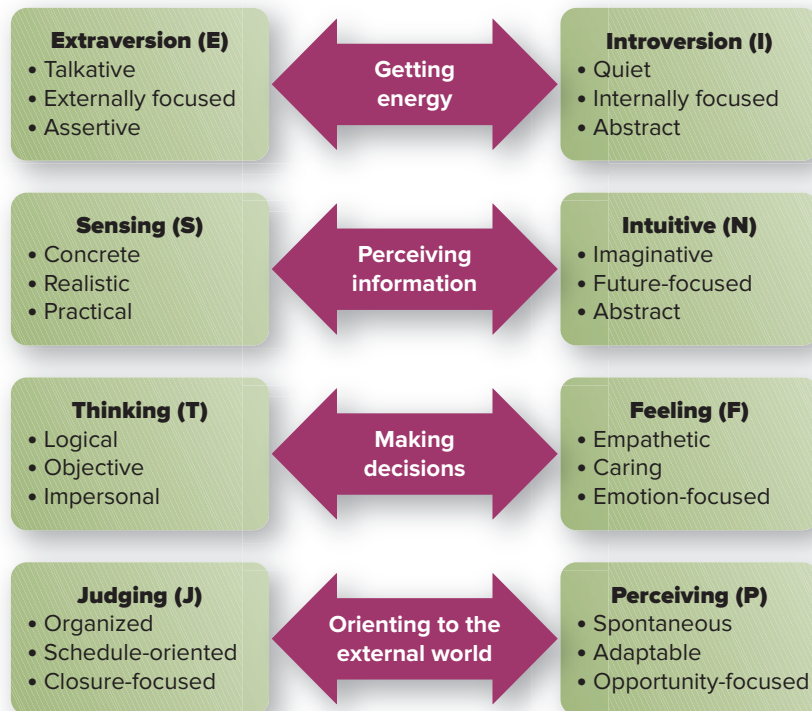 Extraversion (E)
• Talkative
• Externally focused
• Assertive
Getting
energy
Introversion (I)
• Quiet
• Internally focused
• Abstract
Sensing (S)
• Concrete
• Realistic
• Practical
Perceiving
information
Intuitive (N)
• Imaginative
• Future-focused
• Abstract
Thinking (T)
• Logical
• Objective
• Impersonal
Making
decisions
Feeling (F)
• Empathetic
• Caring
• Emotion-focused
Judging (J)
• Organized
• Schedule-oriented
• Closure-focused
Orienting to the
external world
Perceiving (P)
• Spontaneous
• Adaptable
• Opportunity-focused